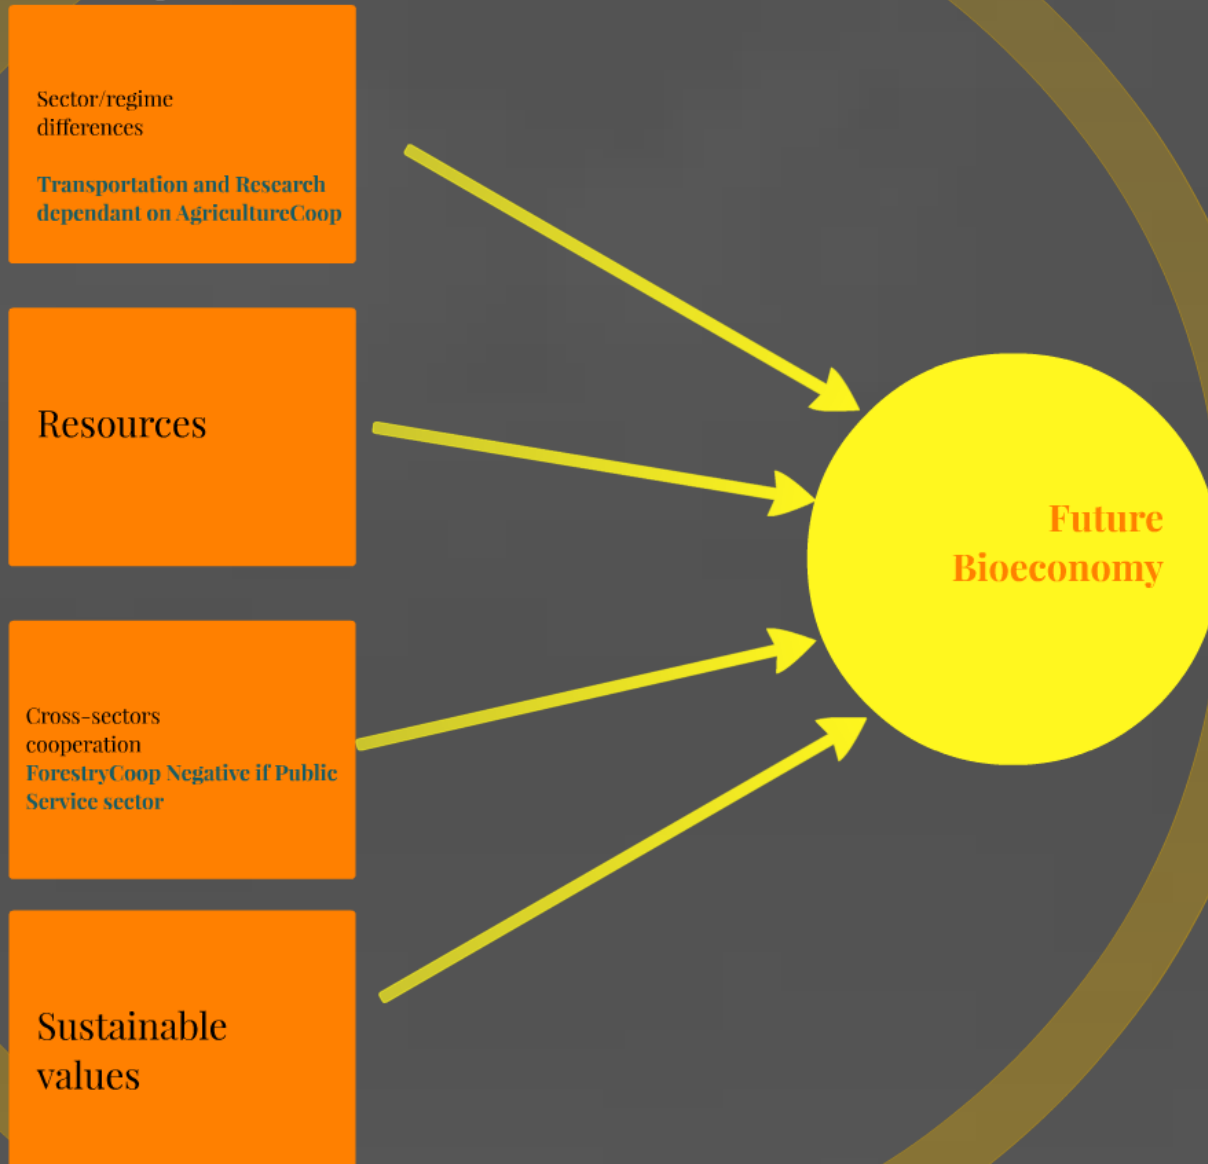 Sector/regime
differences
Transportation and Research
dependant on AgricultureCoop
Resources
Cross-sectors
cooperation
ForestryCoop Negative if Public
Service sector
Sustainable
values
Future
Bioeconomy